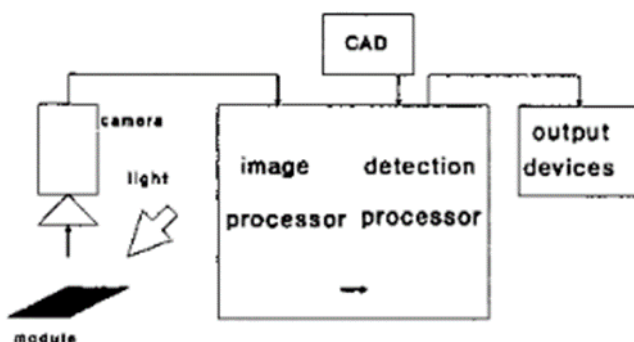 CAD
camera
light
module
image
processor
detection
processor
output
devices